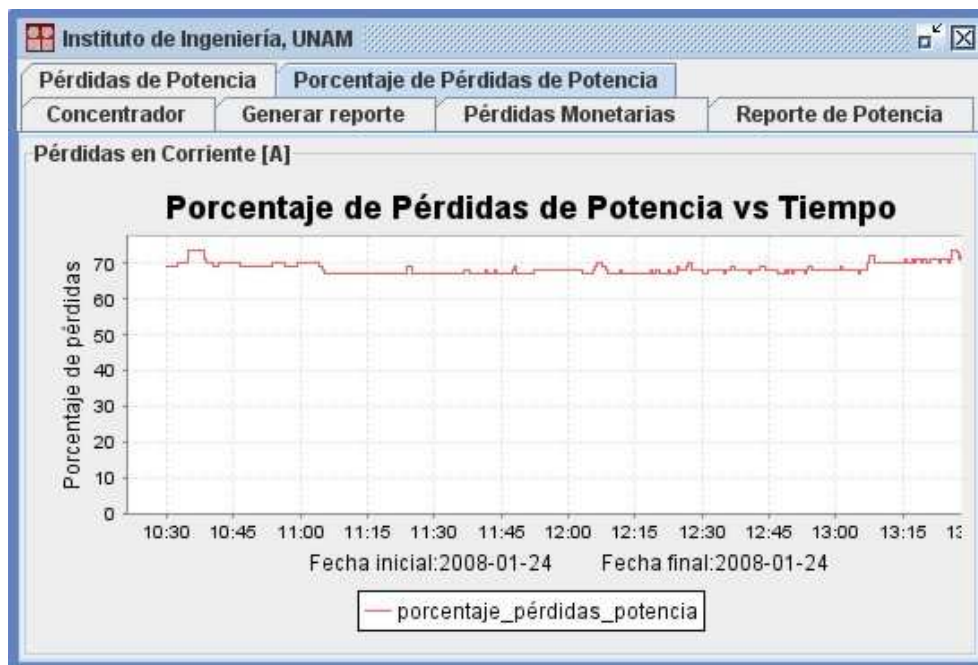 Instituto de Ingeniería, UNAM
Pérdidas de Potencia Porcentaje de Pérdidas de Potencia
Concentrador Generar reporte Pérdidas Monetarias Reporte de Potencia
Pérdidas en Corriente [A]
Porcentaje de Pérdidas de Potencia vs Tiempo
Porcentaje de pérdidas
70
60
50
40
30
20
10
0
10:30 10:45 11:00 11:15 11:30 11:45 12:00 12:15 12:30 12:45 13:00 13:15
Fecha inicial:2008-01-24 Fecha final:2008-01-24
porcentaje_pérdidas_potencia